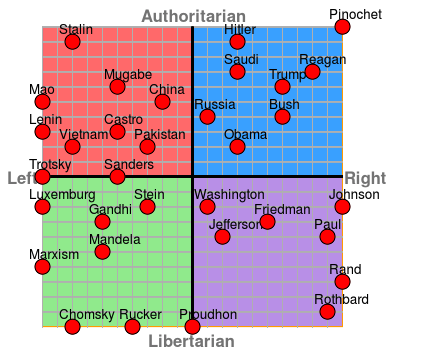 Authoritarian
Pinochet
Stalin
Hitler
Saudi
Reagan
Mugabe
Trump
Mao
China
Russia
Bush
Lenin
Castro
Vietnam
Pakistan
Obama
Trotsky
Sanders
Left
Right
Luxemburg
Stein
Washington
Johnson
Gandhi
Jefferson
Friedman
Paul
Mandela
Marxism
Rand
Rothbard
Chomsky
Rucker
Proudhon
Libertarian